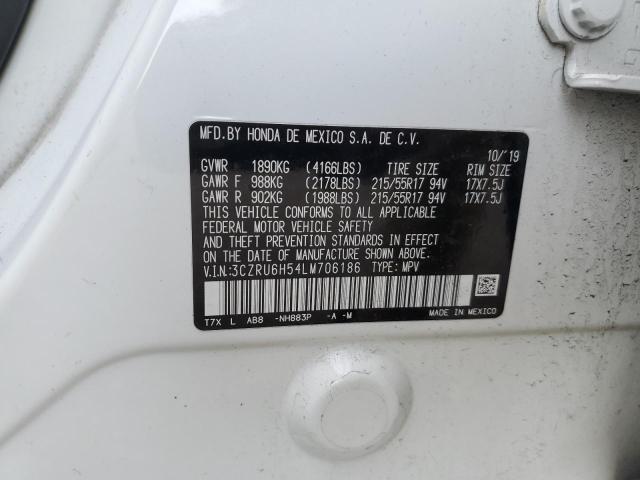 MFD.BY HONDA DE MEXICO S.A. DE C.V.
10/'19
GVWR 1890KG (4166LBS) TIRE SIZE RIM SIZE
GAWR F 988KG (2178LBS) 215/55R17 94V 17X7.5J
GAWR R 902KG (1988LBS) 215/55R17 94V 17X7.5J
THIS VEHICLE CONFORMS TO ALL APPLICABLE
FEDERAL MOTOR VEHICLE SAFETY
AND THEFT PREVENTION STANDARDS IN EFFECT
ON THE DATE OF MANUFACTURE SHOWN ABOVE.
V.I.N:3CZRU6H54LM706186 TYPE: MPV
T7X L AB8 -NH883P -A -M MADE IN MEXICO